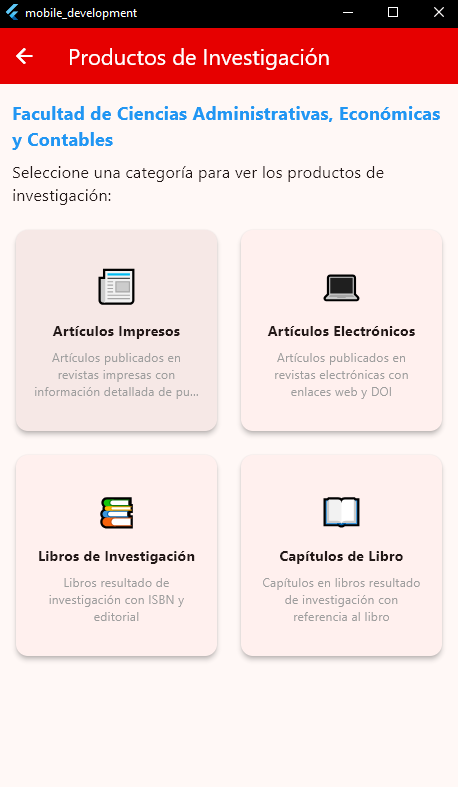 mobile_development
Productos de Investigación
Facultad de Ciencias Administrativas, Económicas
y Contables
Seleccione una categoría para ver los productos de
investigación:
Artículos Impresos
Artículos publicados en
revistas impresas con
información detallada de pu...
Artículos Electrónicos
Artículos publicados en
revistas electrónicas con
enlaces web y DOI
Libros de Investigación
Libros resultado de
investigación con ISBN y
editorial
Capítulos de Libro
Capítulos en libros resultado
de investigación con
referencia al libro